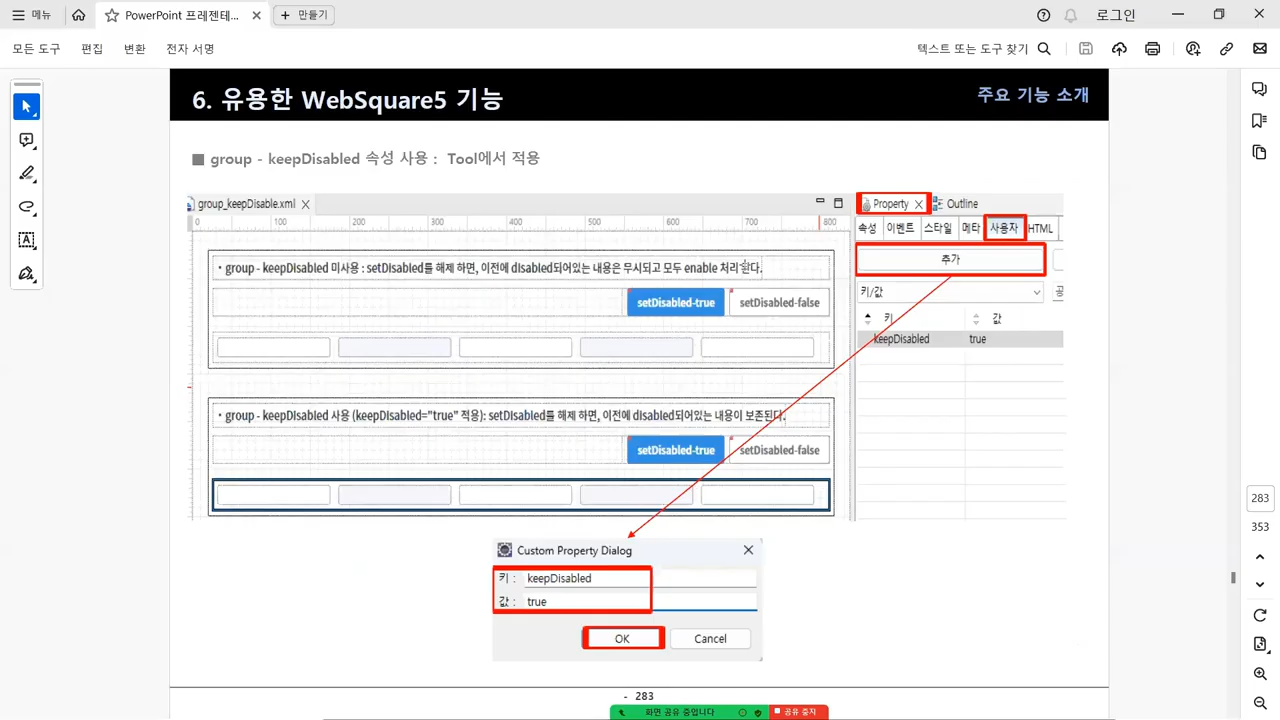 메뉴
PowerPoint 프레젠테...
만들기
로그인
모든 도구
편집
변환
전자 서명
텍스트 또는 도구 찾기
6. 유용한 WebSquare5 기능
주요 기능 소개
group - keepDisabled 속성 사용 : Tool에서 적용
group_keepDisable.xml
0 100 200 300 400 500 600 700 800
· group - keepDisabled 미사용 : setDisabled를 해제 하면, 이전에 disabled되어있는 내용은 무시되고 모두 enable 처리된다.
setDisabled-true
setDisabled-false
· group - keepDisabled 사용 (keepDisabled="true" 적용): setDisabled를 해제 하면, 이전에 disabled되어있는 내용이 보존된다.
setDisabled-true
setDisabled-false
Property
Outline
속성
이벤트
스타일
메타
사용자
HTML
추가
키/값
공
키
값
keepDisabled
true
Custom Property Dialog
키 : keepDisabled
값 : true
OK
Cancel
- 283
283
353
화면 공유 중입니다
공유 중지